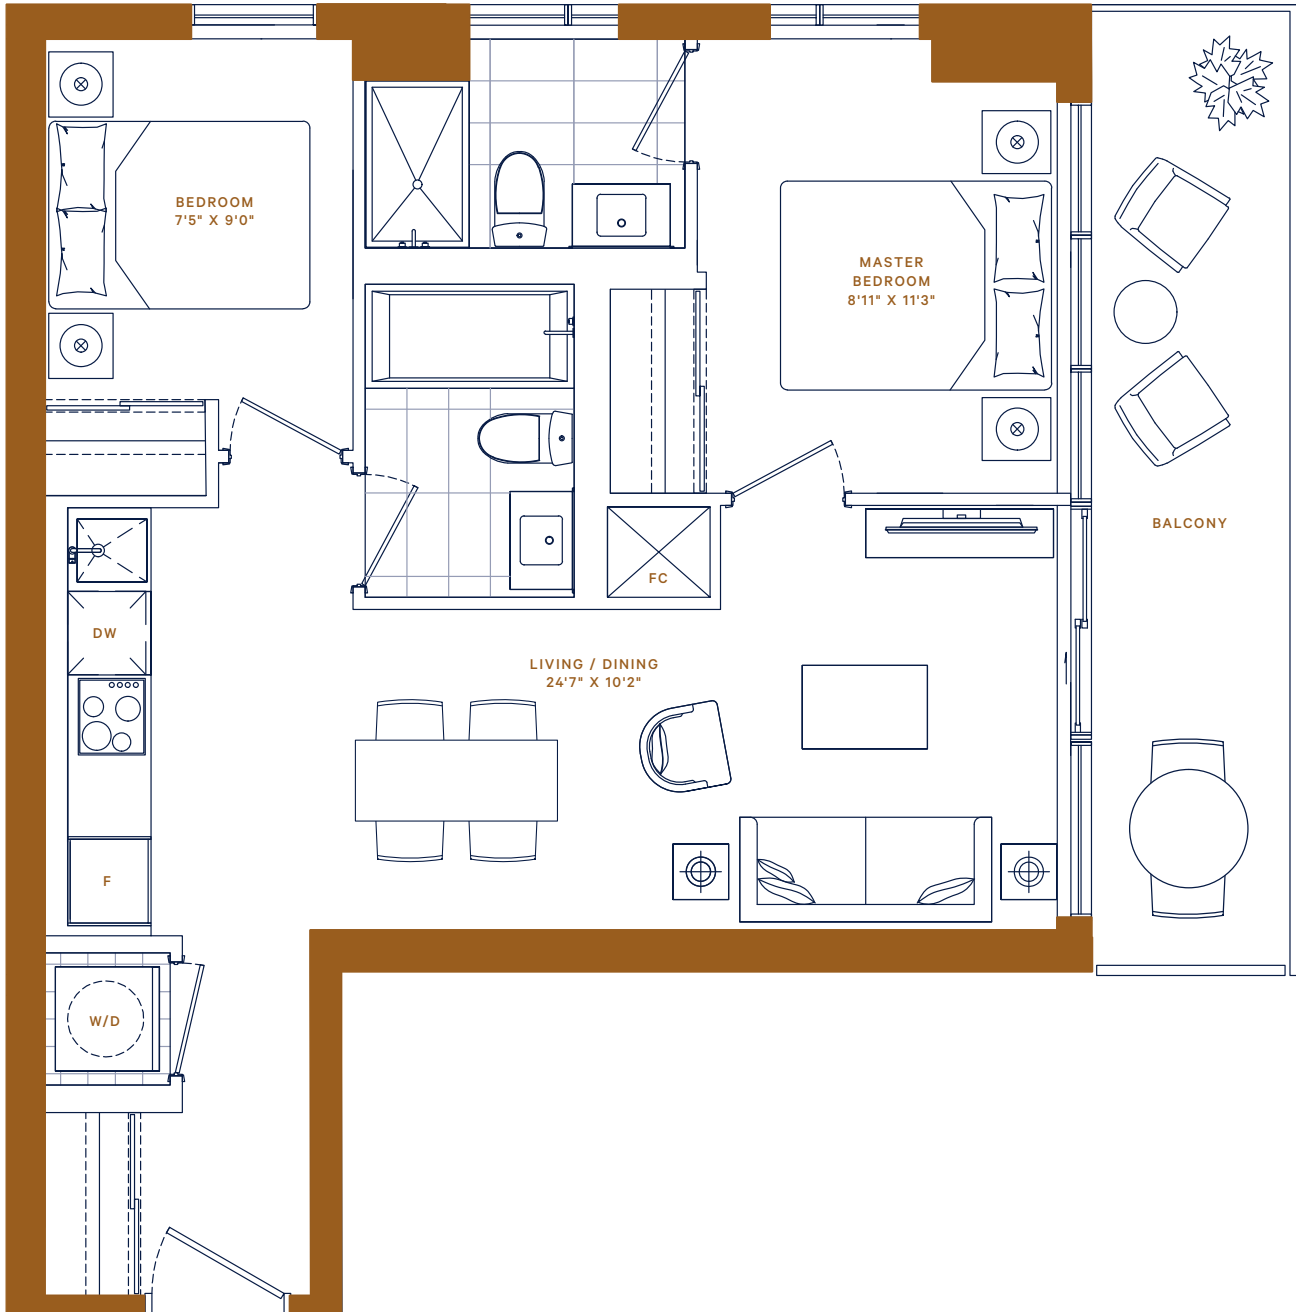 BEDROOM
7'5" X 9'0"
MASTER
BEDROOM
8'11" X 11'3"
BALCONY
FC
DW
LIVING / DINING
24'7" X 10'2"
F
W/D